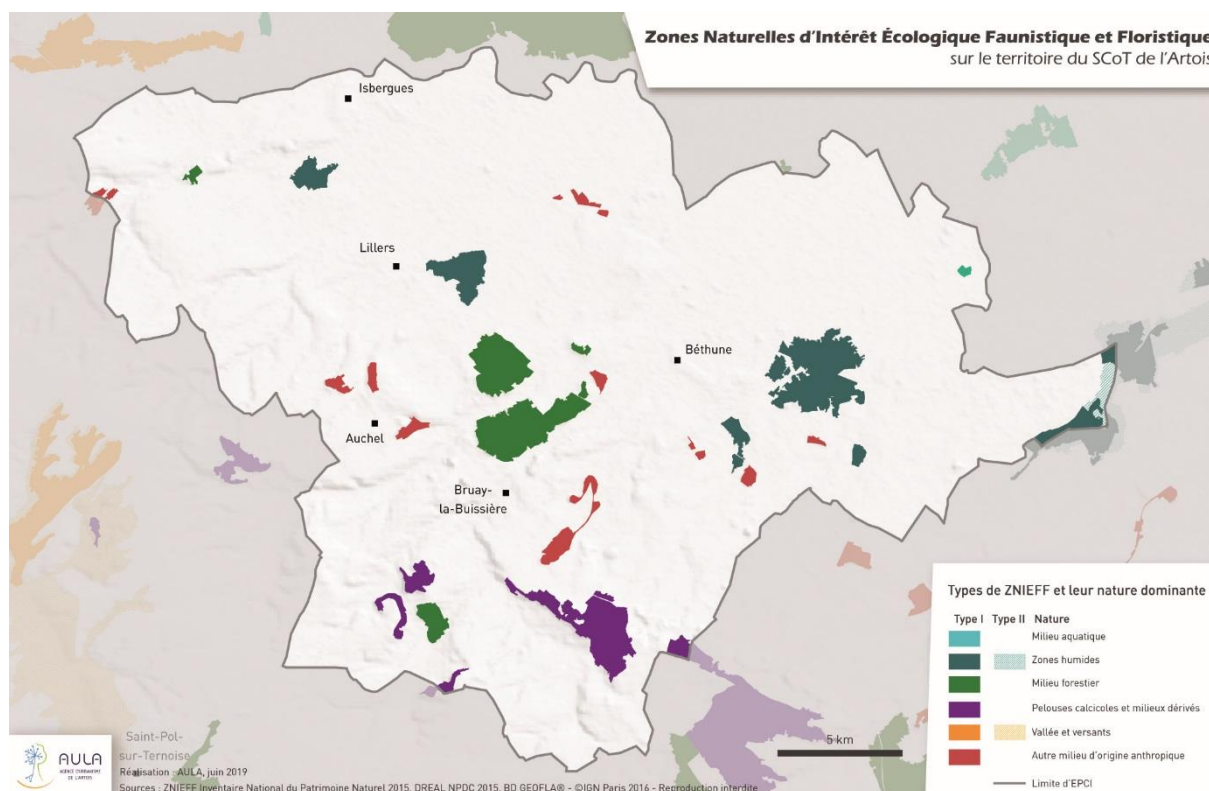 Zones Naturelles d'Intérêt Écologique Faunistique et Floristique
sur le territoire du SCoT de l'Artois
Isbergues
Lillers
Béthune
Auchel
Bruay-
la-Buissière
Types de ZNIEFF et leur nature dominante
Type I Type II Nature
Milieu aquatique
Zones humides
Milieu forestier
Pelouses calcicoles et milieux dérivés
Vallée et versants
Autre milieu d'origine anthropique
Limite d'EPCI
5 km
Saint-Pol-
sur-Ternoise
AULA
AGENCE D'URBANISME
DE L'ARTOIS
Réalisation : AULA, juin 2019
Sources : ZNIEFF Inventaire National du Patrimoine Naturel 2015, DREAL NPDC 2015, BD GEOFLA® - ©IGN Paris 2016 - Reproduction interdite